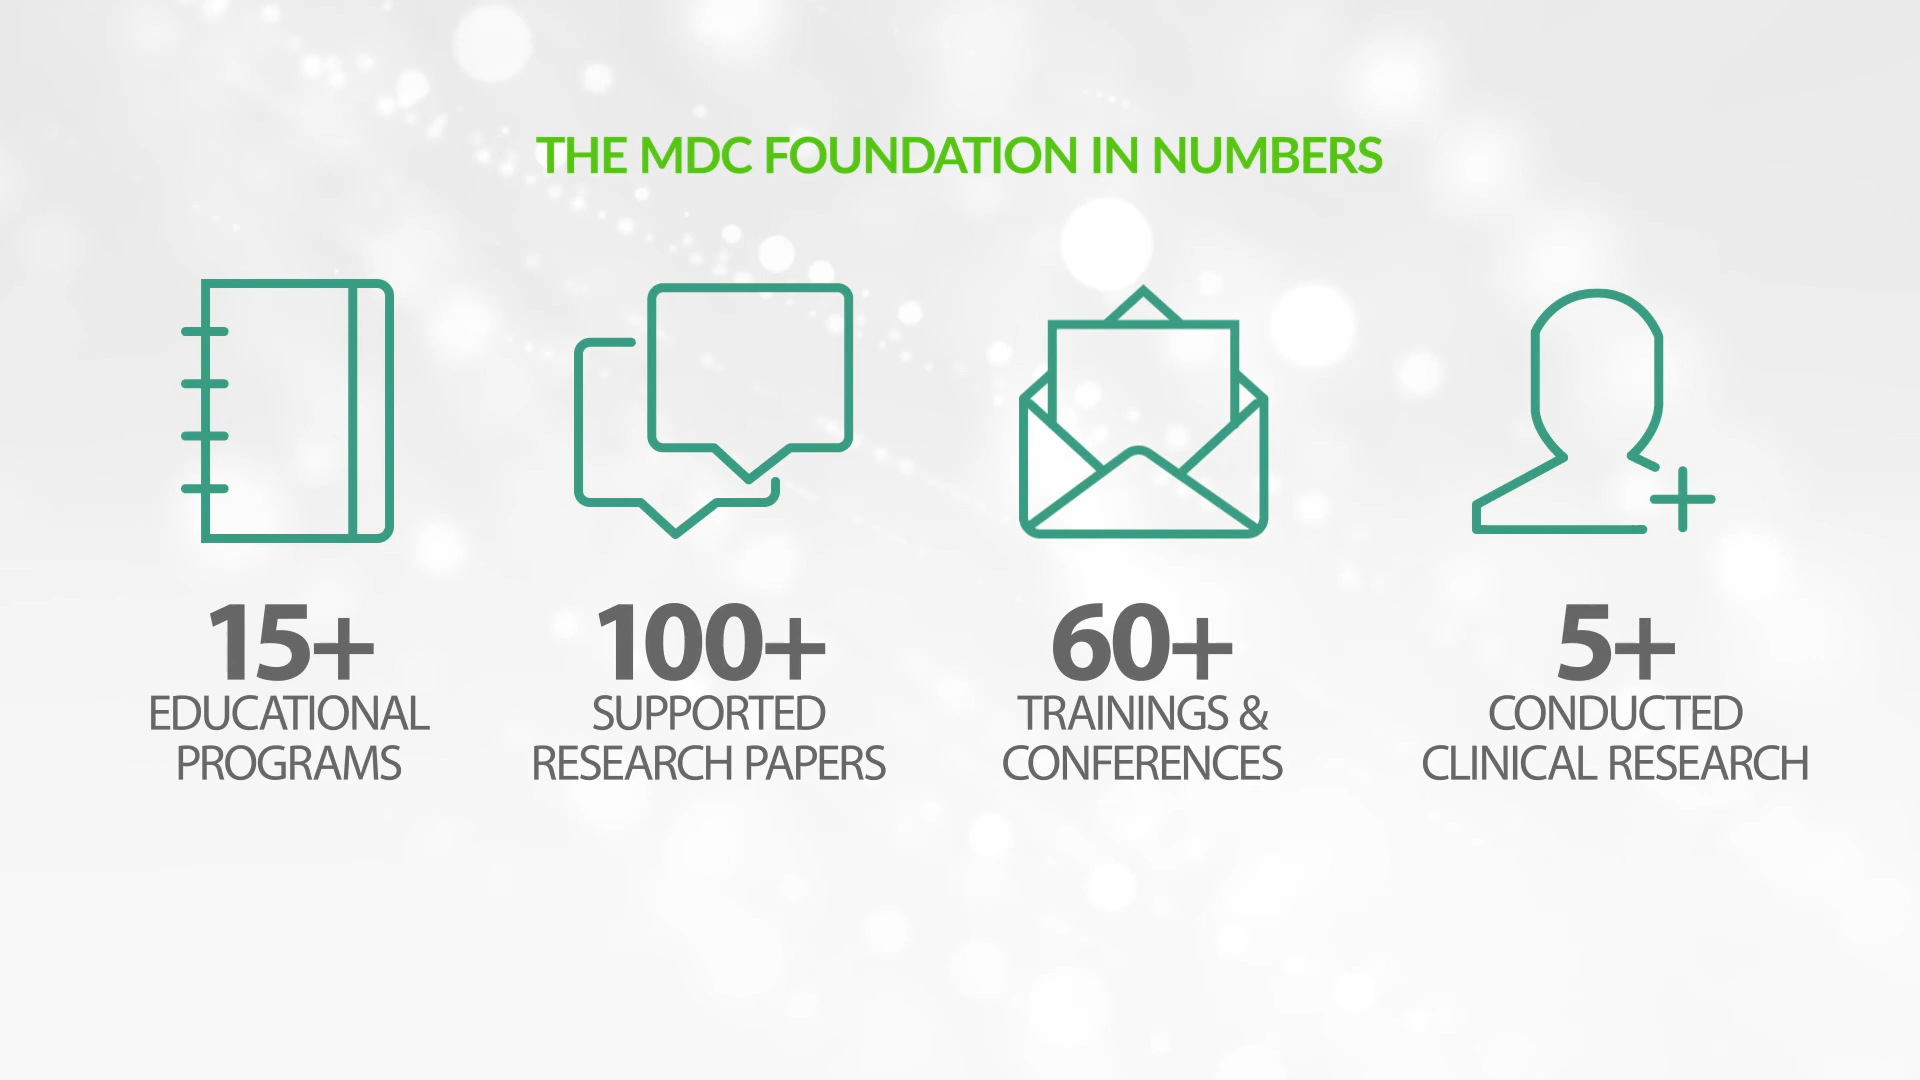 THE MDC FOUNDATION IN NUMBERS
15+
EDUCATIONAL
PROGRAMS
100+
SUPPORTED
RESEARCH PAPERS
60+
TRAININGS &
CONFERENCES
5+
CONDUCTED
CLINICAL RESEARCH